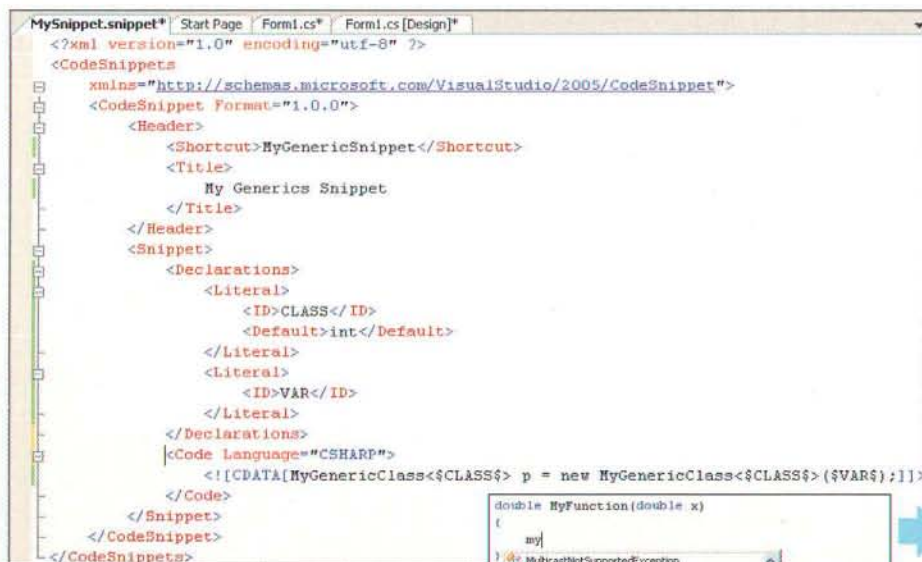 MySnippet.snippet* Start Page Form1.cs* Form1.cs [Design]*
<?xml version="1.0" encoding="utf-8" ?>
<CodeSnippets
xmlns="http://schemas.microsoft.com/VisualStudio/2005/CodeSnippet">
<CodeSnippet Format="1.0.0">
<Header>
<Shortcut>MyGenericSnippet</Shortcut>
<Title>
My Generics Snippet
</Title>
</Header>
<Snippet>
<Declarations>
<Literal>
<ID>CLASS</ID>
<Default>int</Default>
</Literal>
<Literal>
<ID>VAR</ID>
</Literal>
</Declarations>
<Code Language="CSHARP">
<![CDATA[MyGenericClass<$CLASS$> p = new MyGenericClass<$CLASS$>($VAR$);]]>
</Code>
</Snippet>
</CodeSnippet>
</CodeSnippets>
double MyFunction(double x)
{
my
}
MulticastNotSupportedException